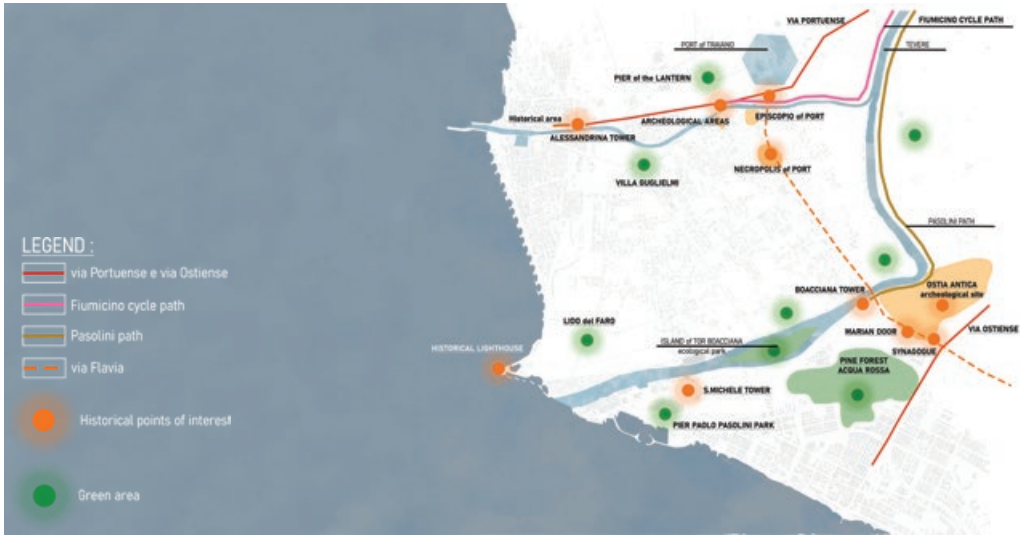 VIA PORTUENSE
FIUMICINO CYCLE PATH
PORT of TRAIANO
TEVERE
PIER of the LANTERN
Historical area
ARCHEOLOGICAL AREAS
EPISCOPIO of PORT
ALESSANDRINA TOWER
NECROPOLIS of PORT
VILLA GUGLIELMI
PASOLINI PATH
LEGEND :
via Portuense e via Ostiense
Fiumicino cycle path
Pasolini path
via Flavia
Historical points of interest
Green area
BOACCIANA TOWER
OSTIA ANTICA
archeological site
LIDO del FARO
MARIAN DOOR
VIA OSTIENSE
HISTORICAL LIGHTHOUSE
ISLAND of TOR BOACCIANA
ecological park
SYNAGOGUE
PINE FOREST
ACQUA ROSSA
S.MICHELE TOWER
PIER PAOLO PASOLINI PARK